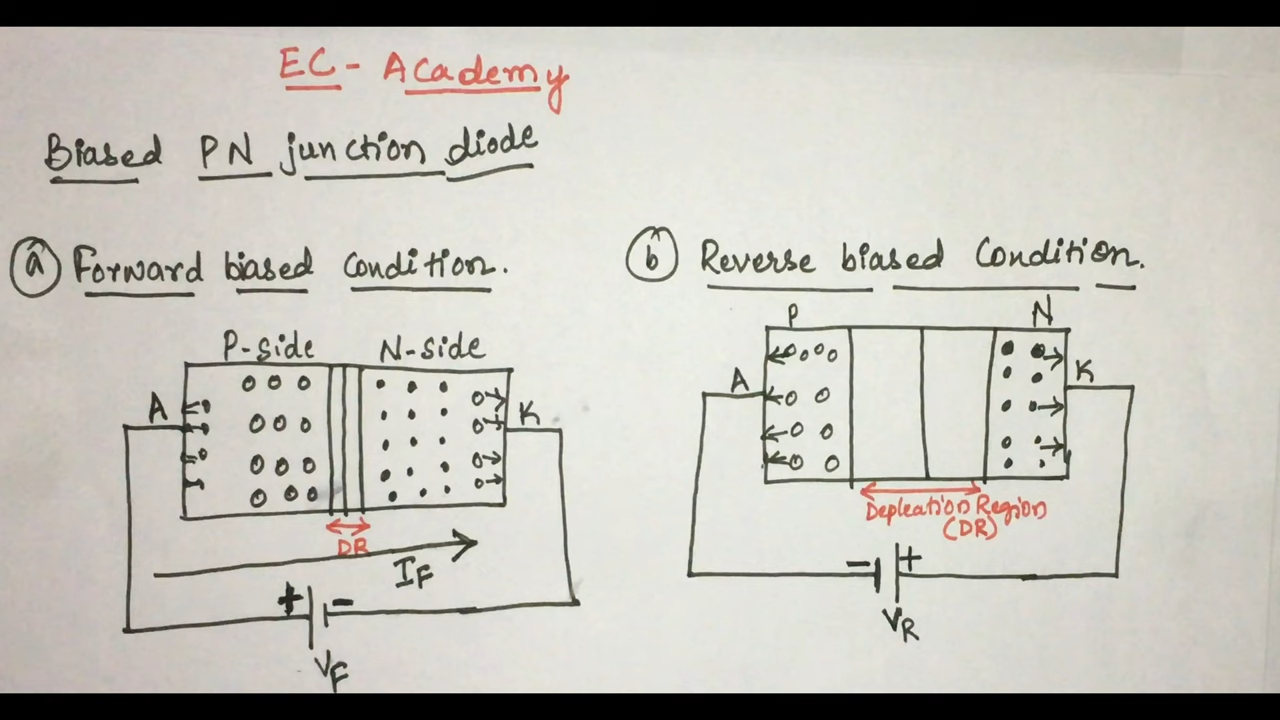 EC- Academy
Biased PN junction diode
a Forward biased condition.
P-side N-side
A K
DR
IF
+ -
VF
b Reverse biased Condition.
P N
A K
Depleation Region
(DR)
- +
VR